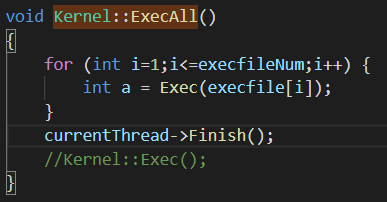 void Kernel::ExecAll()
{
    for (int i=1;i<=execfileNum;i++) {
        int a = Exec(execfile[i]);
    }
    currentThread->Finish();
    //Kernel::Exec();
}